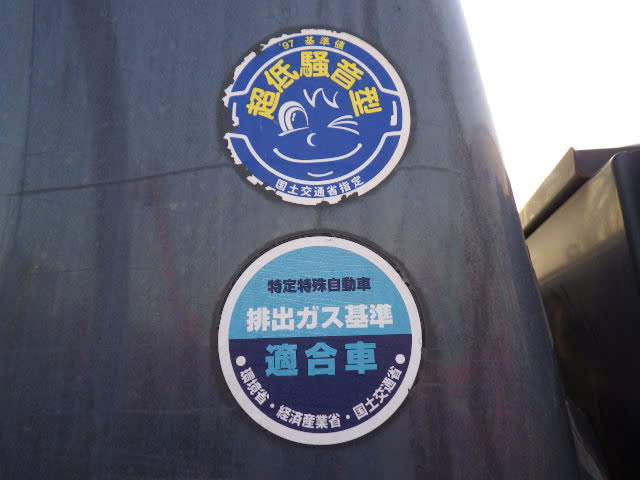 '97 基準値
超低騒音型
国土交通省指定
特定特殊自動車
排出ガス基準
適合車
・環境省・経済産業省・国土交通省・